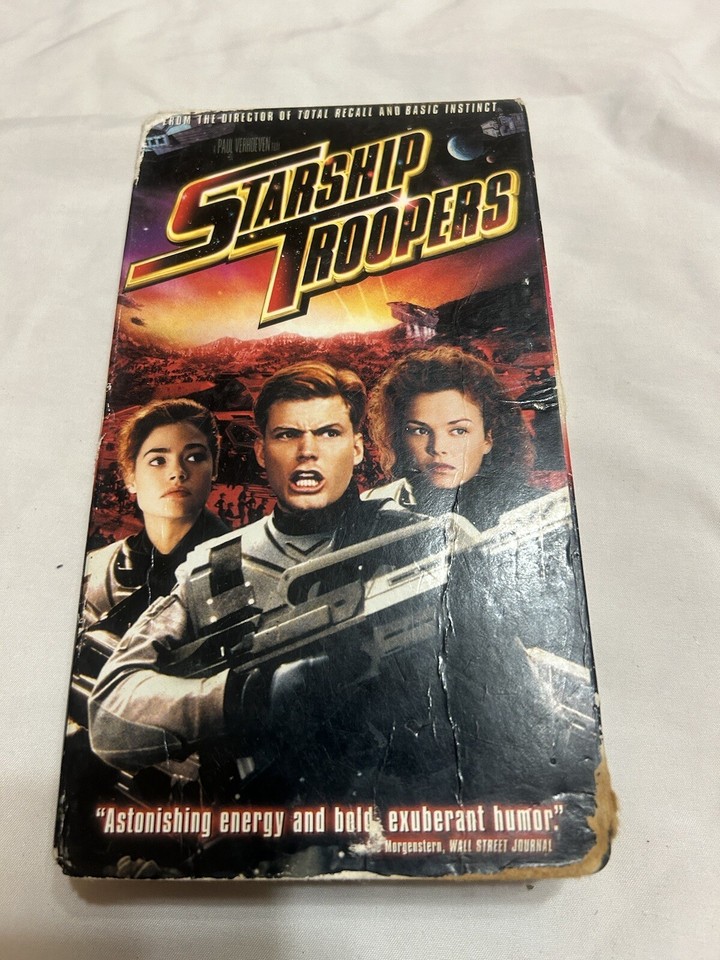 FROM THE DIRECTOR OF TOTAL RECALL AND BASIC INSTINCT
A PAUL VERHOEVEN FILM
STARSHIP
TROOPERS
"Astonishing energy and bold, exuberant humor."
Morgenstern, WALL STREET JOURNAL